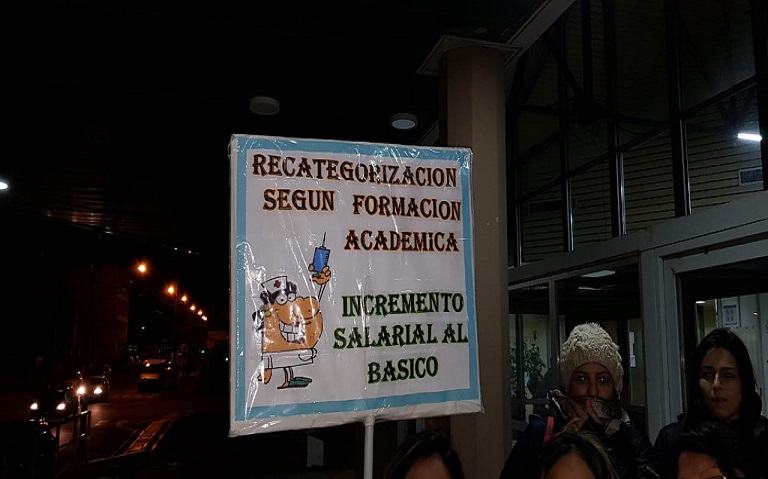 RECATEGORIZACION
SEGUN FORMACION
ACADEMICA
INCREMENTO
SALARIAL AL
BASICO